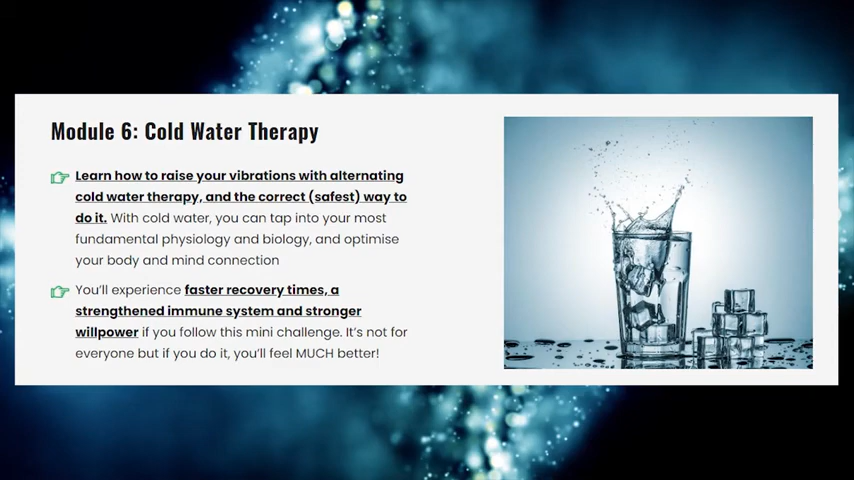 Module 6: Cold Water Therapy
Learn how to raise your vibrations with alternating
cold water therapy, and the correct (safest) way to
do it. With cold water, you can tap into your most
fundamental physiology and biology, and optimise
your body and mind connection
You'll experience faster recovery times, a
strengthened immune system and stronger
willpower if you follow this mini challenge. It's not for
everyone but if you do it, you'll feel MUCH better!